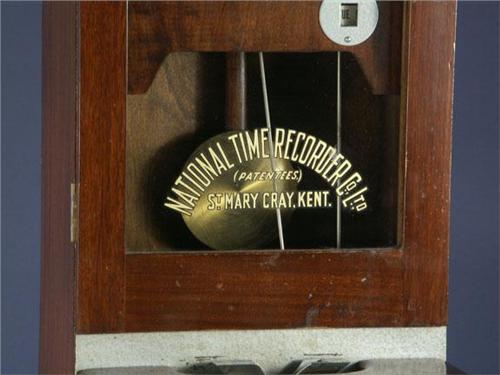 NATIONAL TIME RECORDER CO. LTD.
(PATENTEES,)
ST. MARY CRAY, KENT.